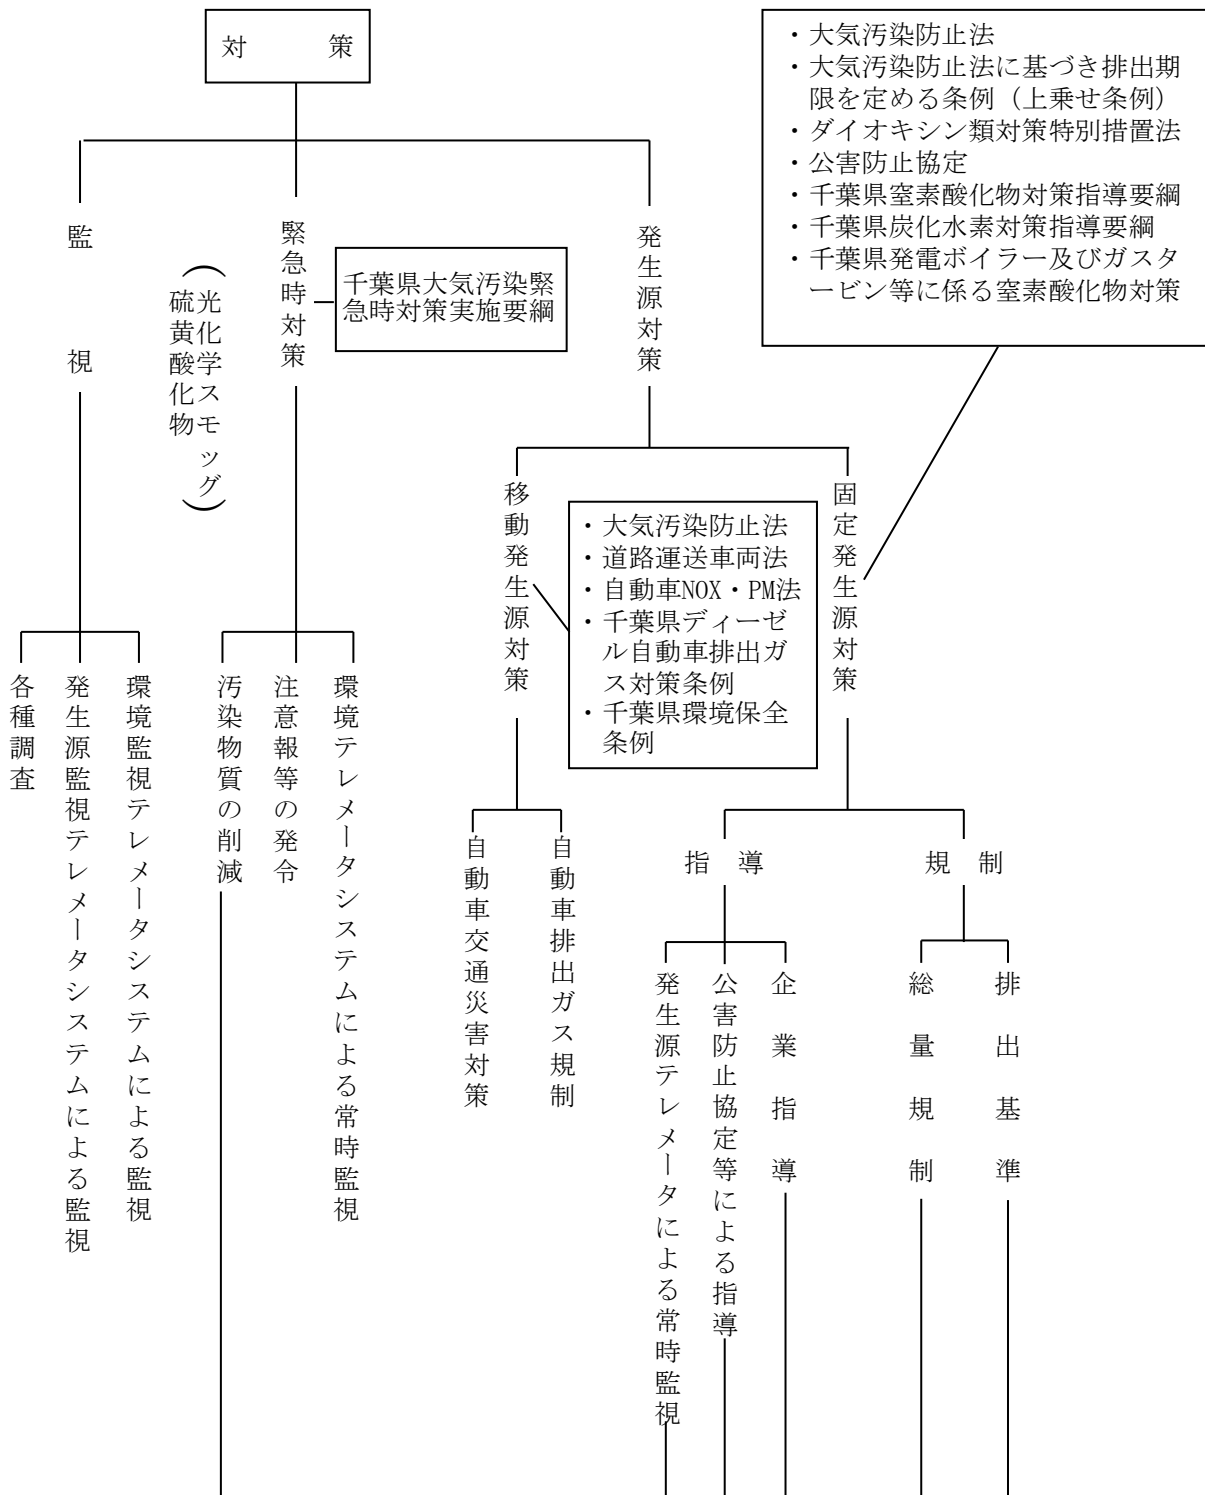 対　策
・大気汚染防止法
・大気汚染防止法に基づき排出期
限を定める条例（上乗せ条例）
・ダイオキシン類対策特別措置法
・公害防止協定
・千葉県窒素酸化物対策指導要綱
・千葉県炭化水素対策指導要綱
・千葉県発電ボイラー及びガスタ
ービン等に係る窒素酸化物対策
監視
緊急時対策
（光化学スモッグ
硫黄酸化物）
千葉県大気汚染緊
急時対策実施要綱
発生源対策
移動発生源対策
・大気汚染防止法
・道路運送車両法
・自動車NOX・PM法
・千葉県ディーゼ
ル自動車排出ガ
ス対策条例
・千葉県環境保全
条例
固定発生源対策
各種調査
発生源監視テレメータシステムによる監視
環境監視テレメータシステムによる監視
汚染物質の削減
注意報等の発令
環境テレメータシステムによる常時監視
自動車交通災害対策
自動車排出ガス規制
指　導
規　制
発生源テレメータによる常時監視
公害防止協定等による指導
企業指導
総量規制
排出基準